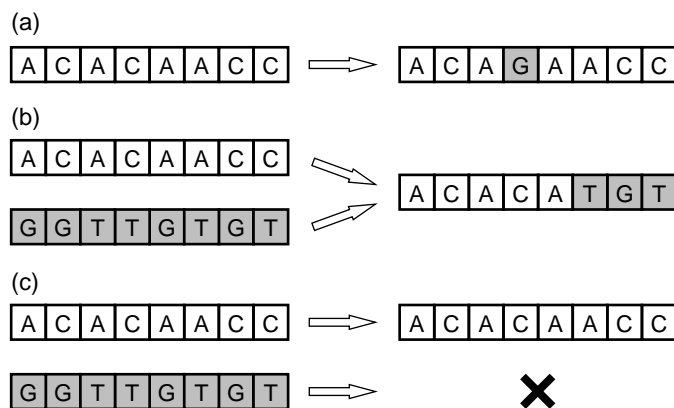 (a)
A C A C A A C C A C A G A A C C
(b)
A C A C A A C C
A C A C A T G T
G G T T G T G T
(c)
A C A C A A C C A C A C A A C C
G G T T G T G T